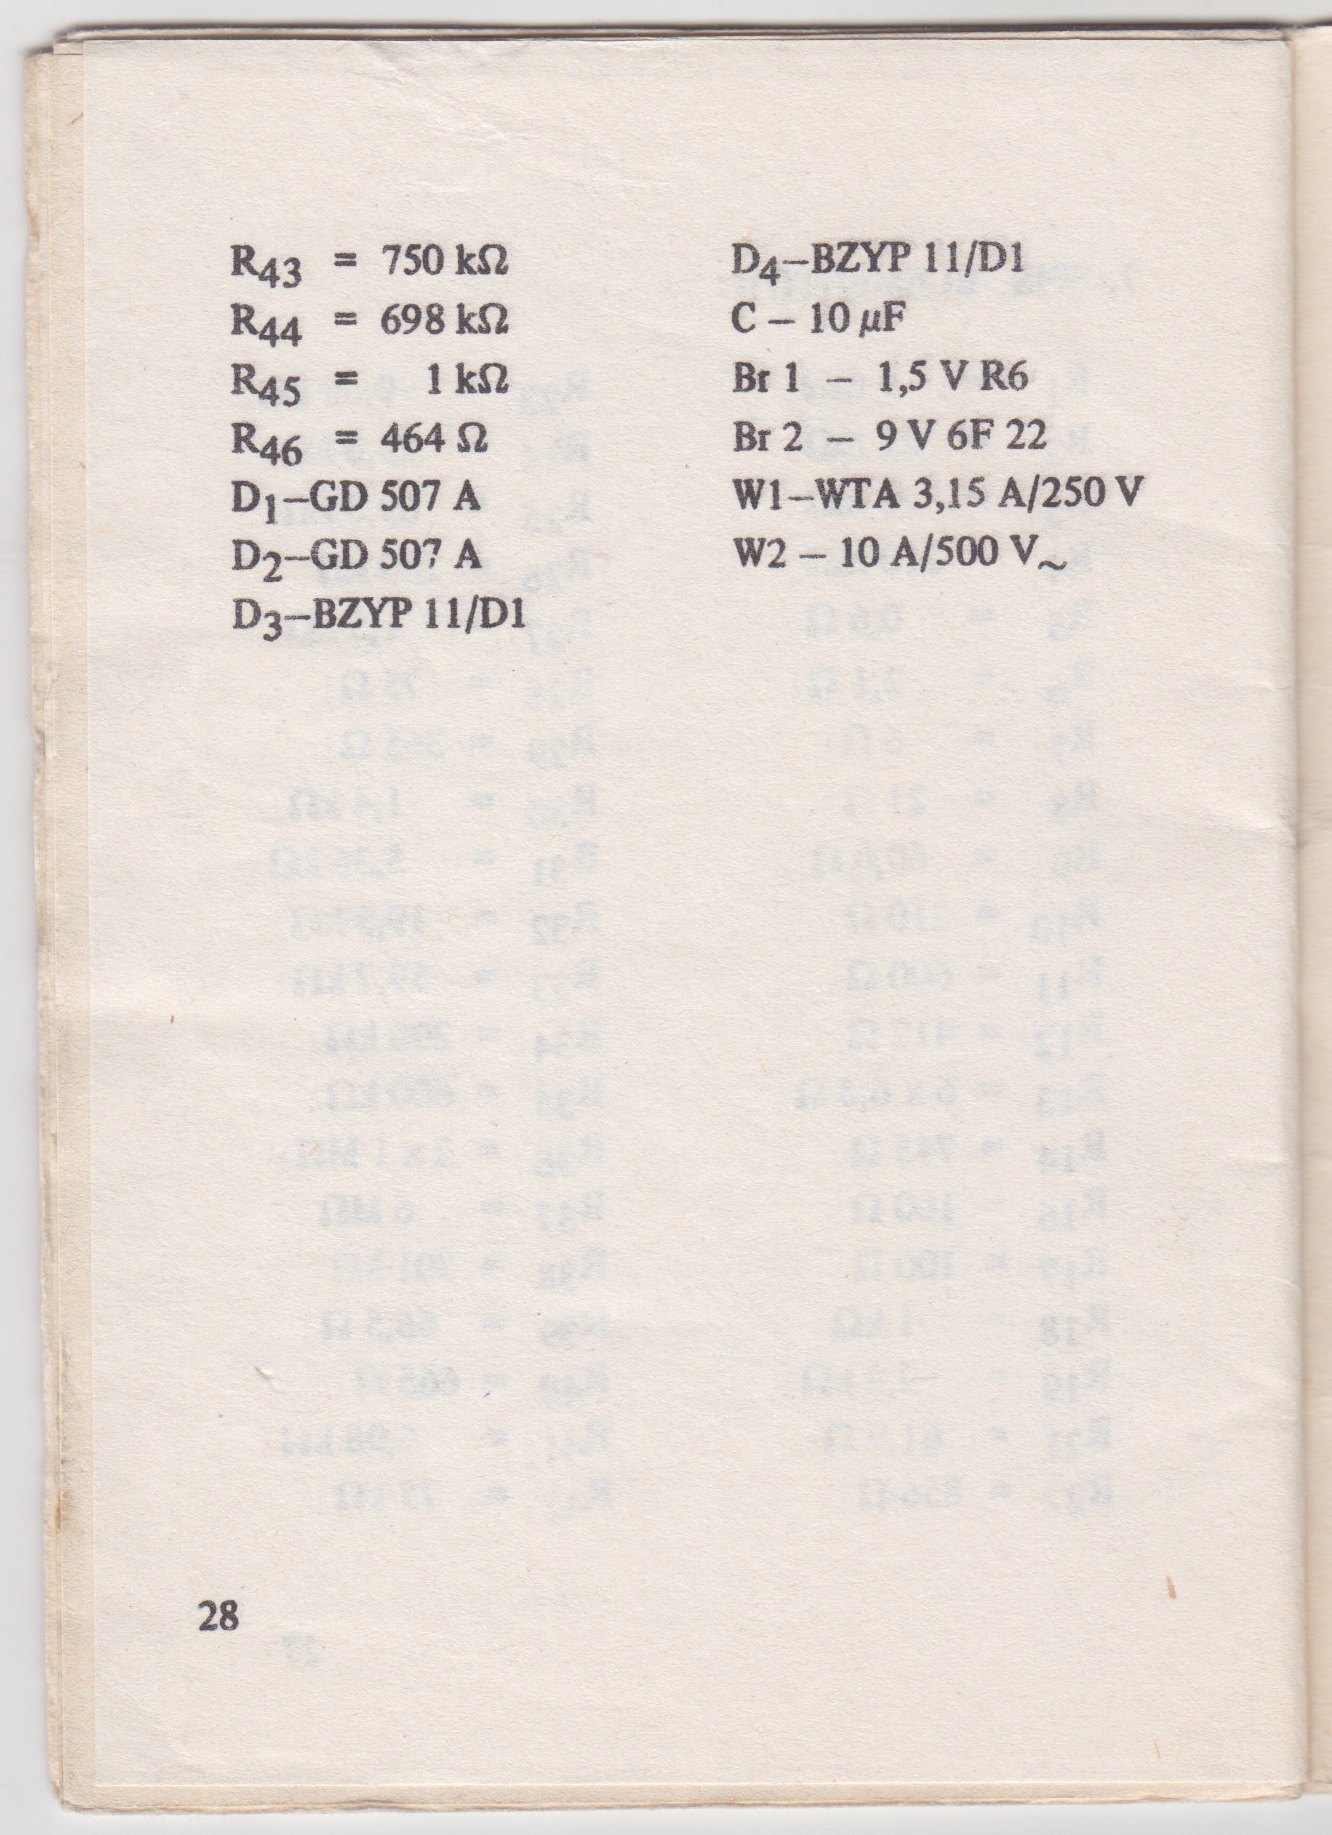 R43 = 750 kΩ
R44 = 698 kΩ
R45 = 1 kΩ
R46 = 464 Ω
D1–GD 507 A
D2–GD 507 A
D3–BZYP 11/D1
D4–BZYP 11/D1
C – 10 μF
Br 1 – 1,5 V R6
Br 2 – 9 V 6F 22
W1–WTA 3,15 A/250 V
W2 – 10 A/500 V~
28